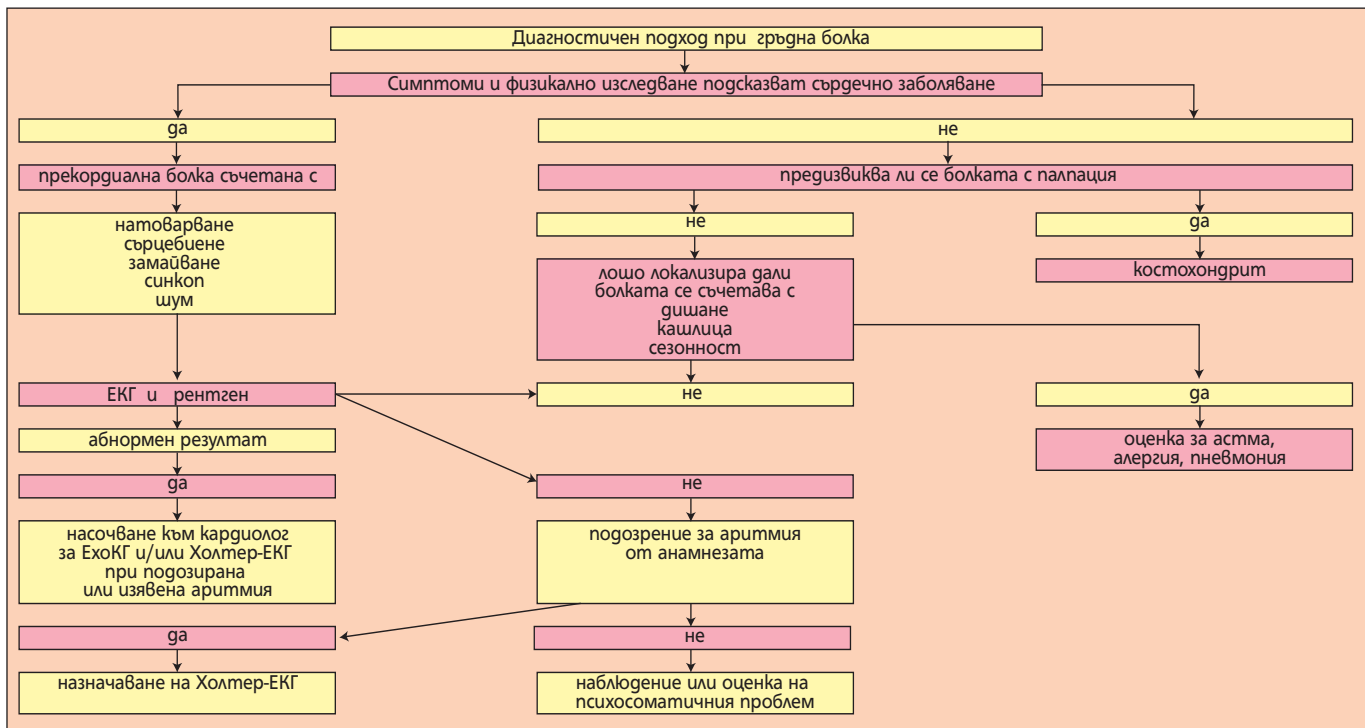 Диагностичен подход при гръдна болка
Симптоми и физикално изследване подсказват сърдечно заболяване
да
не
прекордиална болка съчетана с
предизвиква ли се болката с палпация
натоварване
сърцебиене
замайване
синкоп
шум
не
да
лошо локализира дали
болката се съчетава с
дишане
кашлица
сезонност
костохондрит
ЕКГ и рентген
не
да
абнормен резултат
оценка за астма,
алергия, пневмония
да
не
насочване към кардиолог
за ЕхоКГ и/или Холтер-ЕКГ
при подозирана
или изявена аритмия
подозрение за аритмия
от анамнезата
да
не
назначаване на Холтер-ЕКГ
наблюдение или оценка на
психосоматичния проблем